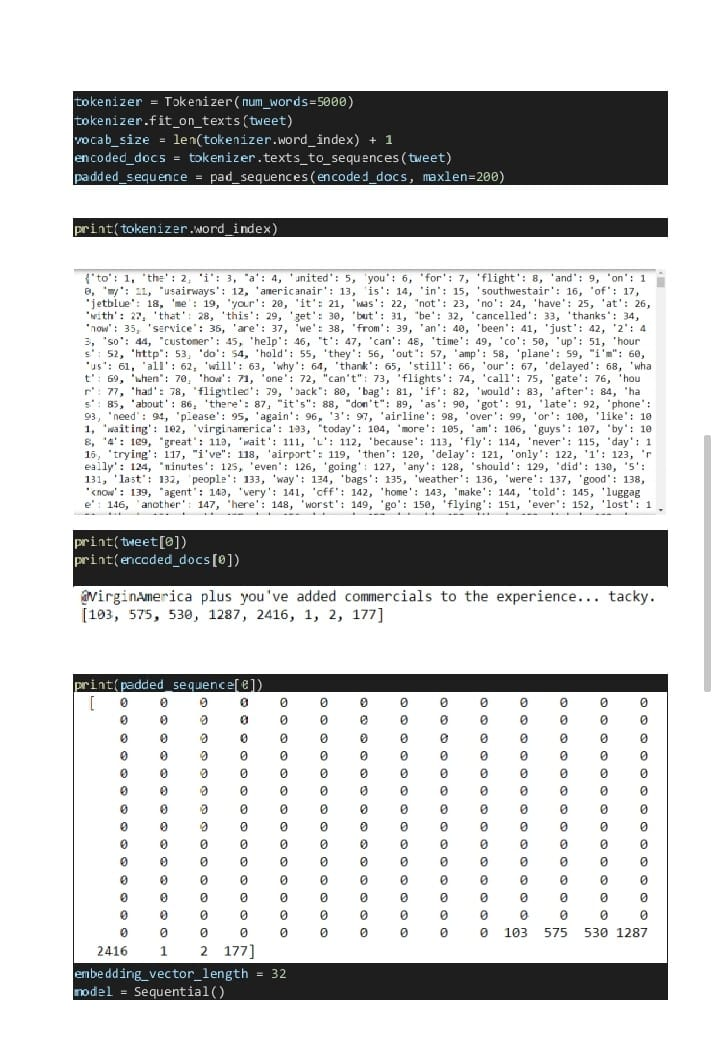 tokenizer = Tokenizer(num_words=5000)
tokenizer.fit_on_texts(tweet)
vocab_size = len(tokenizer.word_index) + 1
encoded_docs = tokenizer.texts_to_sequences(tweet)
padded_sequence = pad_sequences(encoded_docs, maxlen=200)
print(tokenizer.word_index)
{'to': 1, 'the': 2, 'i': 3, 'a': 4, 'united': 5, 'you': 6, 'for': 7, 'flight': 8, 'and': 9, 'on': 1
0, 'my': 11, 'usairways': 12, 'americanair': 13, 'is': 14, 'in': 15, 'southwestair': 16, 'of': 17,
'jetblue': 18, 'me': 19, 'your': 20, 'it': 21, 'was': 22, 'not': 23, 'no': 24, 'have': 25, 'at': 26,
'with': 27, 'that': 28, 'this': 29, 'get': 30, 'but': 31, 'be': 32, 'cancelled': 33, 'thanks': 34,
'now': 35, 'service': 36, 'are': 37, 'we': 38, 'from': 39, 'an': 40, 'been': 41, 'just': 42, '2': 4
3, 'so': 44, 'customer': 45, 'help': 46, 't': 47, 'can': 48, 'time': 49, 'co': 50, 'up': 51, 'hour
s': 52, 'http': 53, 'do': 54, 'hold': 55, 'they': 56, 'out': 57, 'amp': 58, 'plane': 59, "i'm": 60,
'us': 61, 'all': 62, 'will': 63, 'why': 64, 'thank': 65, 'still': 66, 'our': 67, 'delayed': 68, 'wha
t': 69, 'when': 70, 'how': 71, 'one': 72, "can't": 73, 'flights': 74, 'call': 75, 'gate': 76, 'hou
r': 77, 'had': 78, 'flightled': 79, 'back': 80, 'bag': 81, 'if': 82, 'would': 83, 'after': 84, 'ha
s': 85, 'about': 86, 'there': 87, "it's": 88, "don't": 89, 'as': 90, 'got': 91, 'late': 92, 'phone':
93, 'need': 94, 'please': 95, 'again': 96, '3': 97, 'airline': 98, 'over': 99, 'or': 100, 'like': 10
1, 'waiting': 102, 'virginamerica': 103, 'today': 104, 'more': 105, 'am': 106, 'guys': 107, 'by': 10
8, '4': 109, 'great': 110, 'wait': 111, 'u': 112, 'because': 113, 'fly': 114, 'never': 115, 'day': 1
16, 'trying': 117, "i've": 118, 'airport': 119, 'then': 120, 'delay': 121, 'only': 122, '1': 123, 'r
eally': 124, 'minutes': 125, 'even': 126, 'going': 127, 'any': 128, 'should': 129, 'did': 130, '5':
131, 'last': 132, 'people': 133, 'way': 134, 'bags': 135, 'weather': 136, 'were': 137, 'good': 138,
'know': 139, 'agent': 140, 'very': 141, 'off': 142, 'home': 143, 'make': 144, 'told': 145, 'luggag
e': 146, 'another': 147, 'here': 148, 'worst': 149, 'go': 150, 'flying': 151, 'ever': 152, 'lost': 1
print(tweet[0])
print(encoded_docs[0])
@VirginAmerica plus you've added commercials to the experience... tacky.
[103, 575, 530, 1287, 2416, 1, 2, 177]
print(padded_sequence[0])
[ 0 0 0 0 0 0 0 0 0 0 0 0 0 0
0 0 0 0 0 0 0 0 0 0 0 0 0 0
0 0 0 0 0 0 0 0 0 0 0 0 0 0
0 0 0 0 0 0 0 0 0 0 0 0 0 0
0 0 0 0 0 0 0 0 0 0 0 0 0 0
0 0 0 0 0 0 0 0 0 0 0 0 0 0
0 0 0 0 0 0 0 0 0 0 0 0 0 0
0 0 0 0 0 0 0 0 0 0 0 0 0 0
0 0 0 0 0 0 0 0 0 0 0 0 0 0
0 0 0 0 0 0 0 0 0 0 0 0 0 0
0 0 0 0 0 0 0 0 0 0 0 0 0 0
0 0 0 0 0 0 0 0 0 0 0 0 0 0
0 0 0 0 0 0 0 0 0 0 0 0 0 0
0 0 0 0 0 0 0 0 0 0 103 575 530 1287
2416 1 2 177]
embedding_vector_length = 32
model = Sequential()